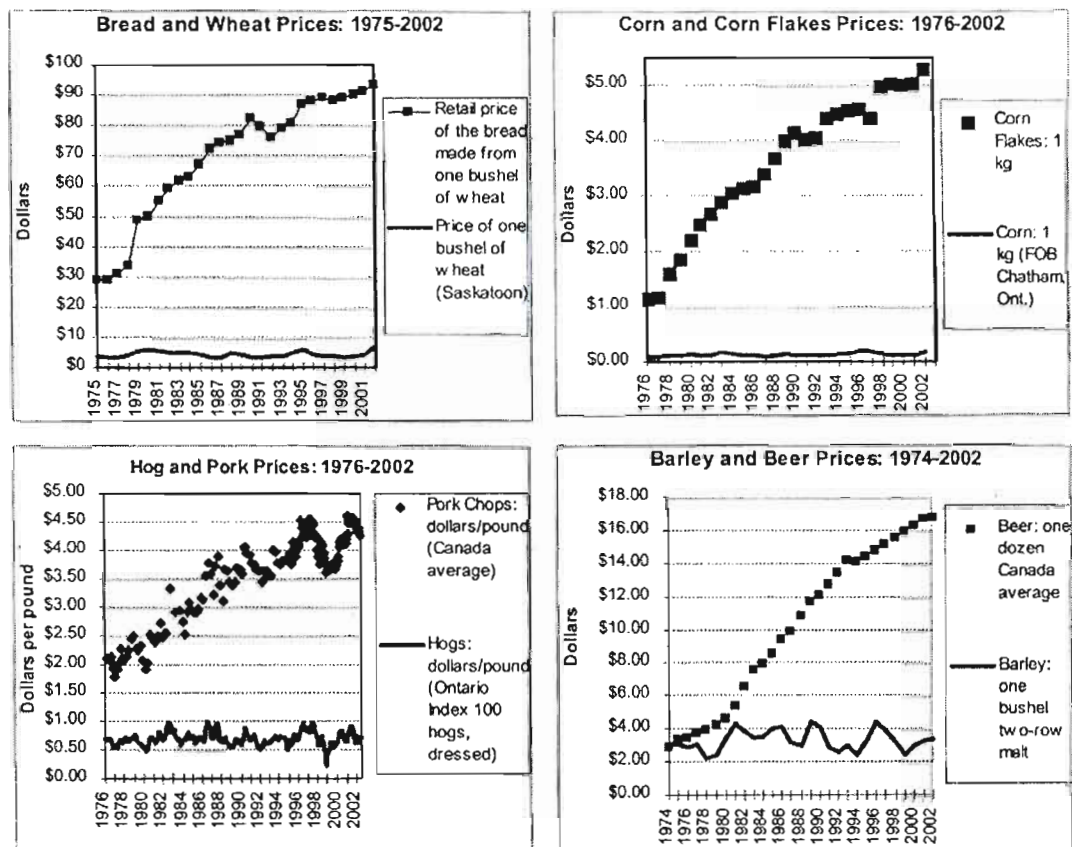 Bread and Wheat Prices: 1975-2002
$100
$90
$80
$70
$60
$50
$40
$30
$20
$10
$0
Dollars
1975
1977
1979
1981
1983
1985
1987
1989
1991
1993
1995
1997
1999
2001
Retail price
of the bread
made from
one bushel
of wheat
Price of one
bushel of
wheat
(Saskatoon)
Corn and Corn Flakes Prices: 1976-2002
$5.00
$4.00
$3.00
$2.00
$1.00
$0.00
Dollars
1976
1978
1980
1982
1984
1986
1988
1990
1992
1994
1996
1998
2000
2002
Corn
Flakes: 1
kg
Corn: 1
kg (FOB
Chatham,
Ont.)
Hog and Pork Prices: 1976-2002
$5.00
$4.50
$4.00
$3.50
$3.00
$2.50
$2.00
$1.50
$1.00
$0.50
$0.00
Dollars per pound
1976
1978
1980
1982
1984
1986
1988
1990
1992
1994
1996
1998
2000
2002
Pork Chops:
dollars/pound
(Canada
average)
Hogs:
dollars/pound
(Ontario
Index 100
hogs,
dressed)
Barley and Beer Prices: 1974-2002
$18.00
$16.00
$14.00
$12.00
$10.00
$8.00
$6.00
$4.00
$2.00
$0.00
Dollars
1974
1976
1978
1980
1982
1984
1986
1988
1990
1992
1994
1996
1998
2000
2002
Beer: one
dozen
Canada
average
Barley:
one
bushel
two-row
malt